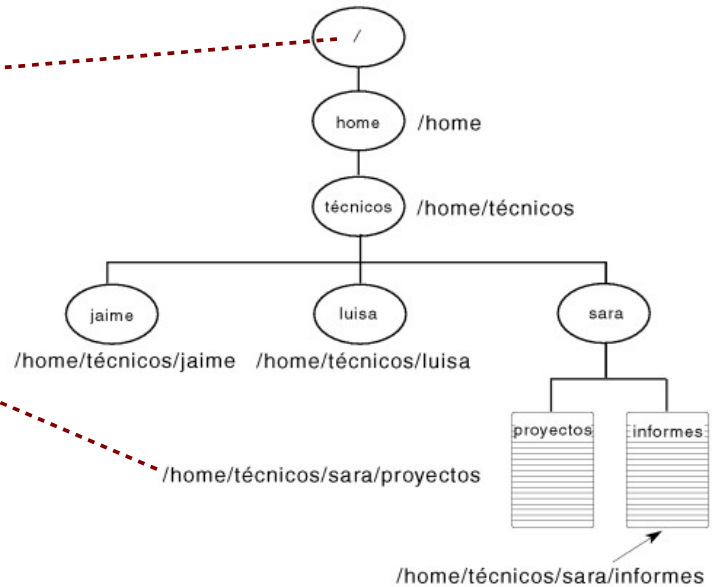 /
home
/home
técnicos
/home/técnicos
jaime
luisa
sara
/home/técnicos/jaime
/home/técnicos/luisa
proyectos
informes
/home/técnicos/sara/proyectos
/home/técnicos/sara/informes